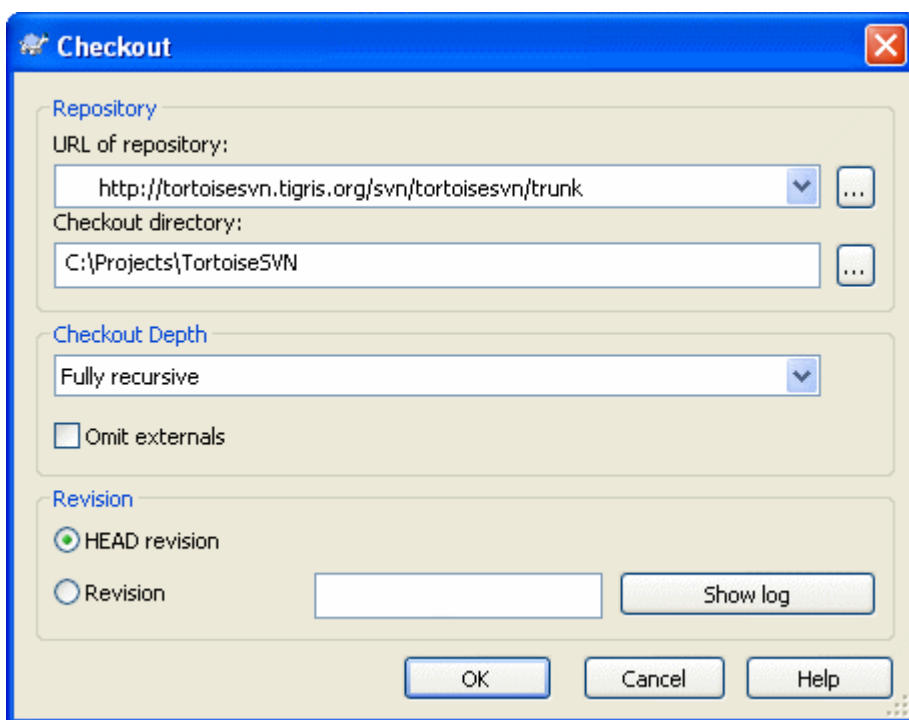 Checkout
Repository
URL of repository:
http://tortoisesvn.tigris.org/svn/tortoisesvn/trunk
...
Checkout directory:
C:\Projects\TortoiseSVN
...
Checkout Depth
Fully recursive
Omit externals
Revision
HEAD revision
Revision
Show log
OK Cancel Help